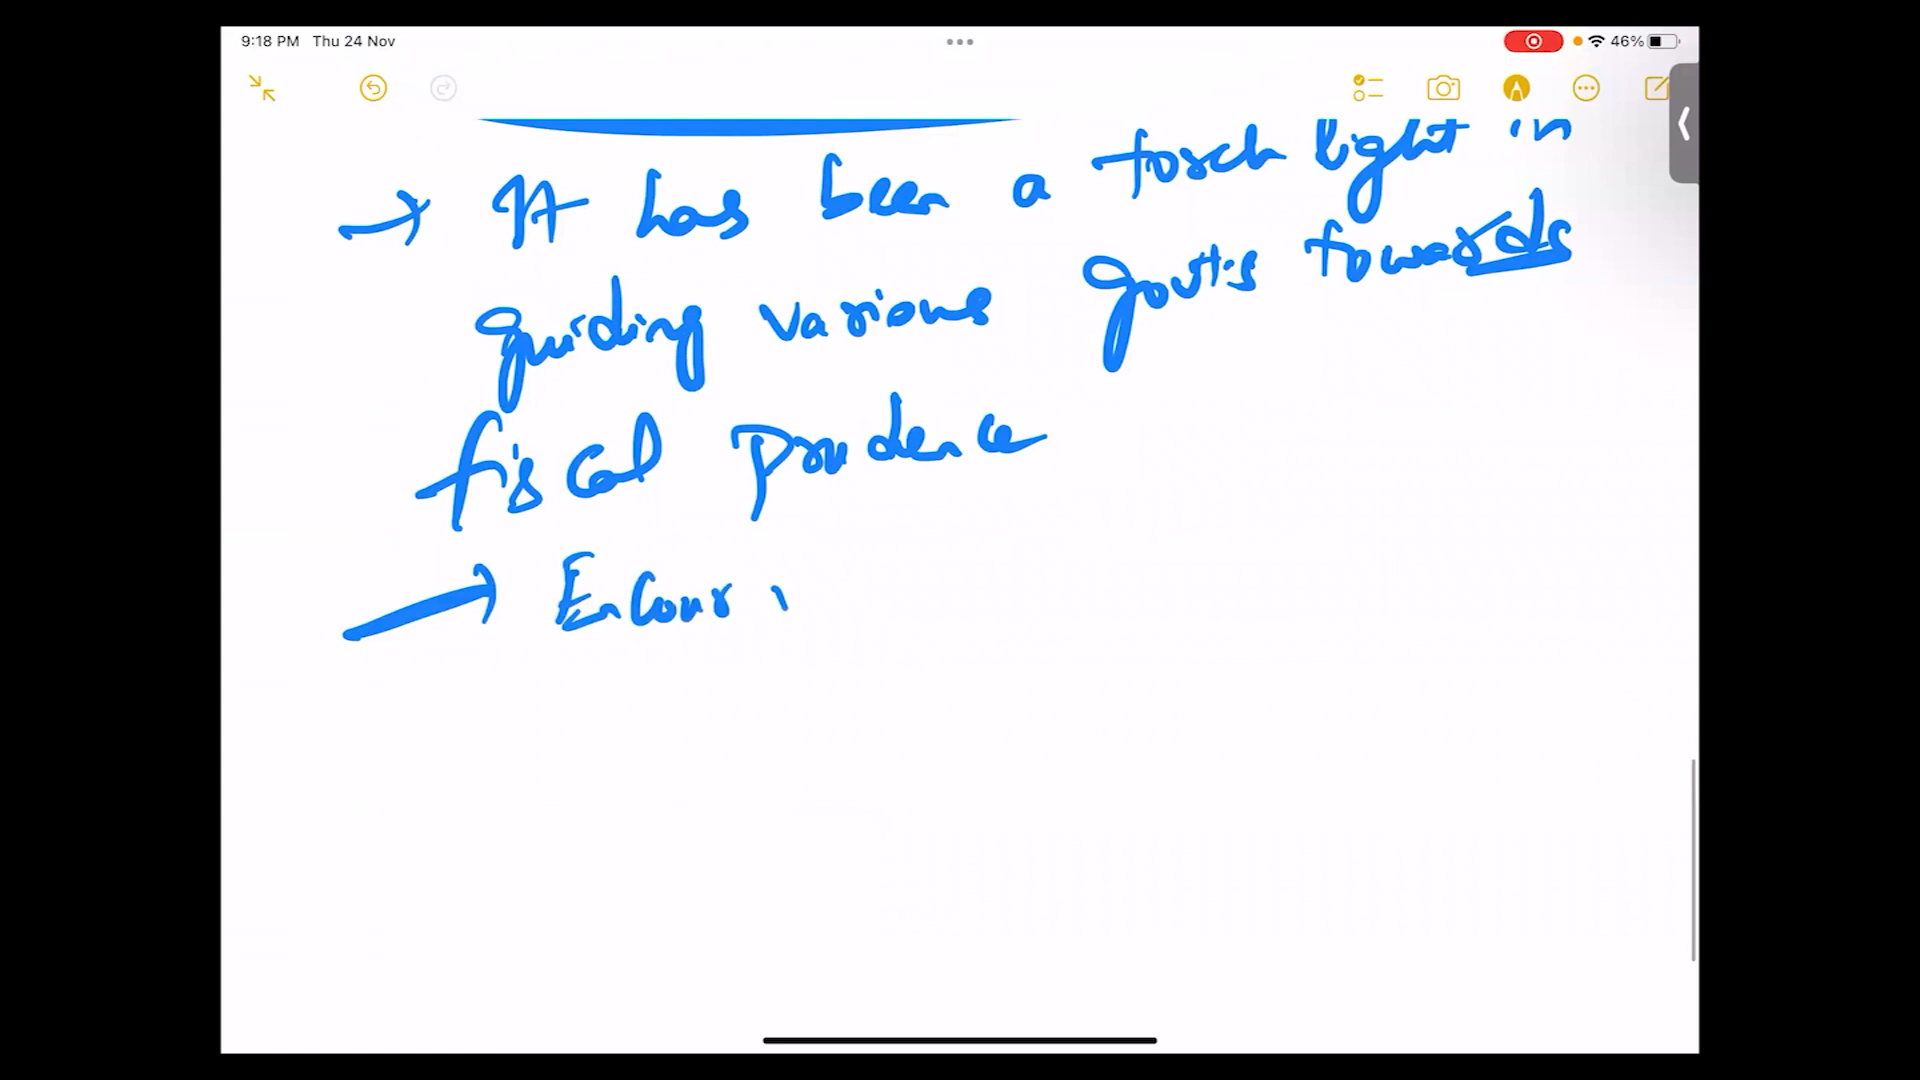 9:18 PM Thu 24 Nov
46%
→ It has been a torch light in
guiding various govt's towards
fiscal prudence
→ Encour